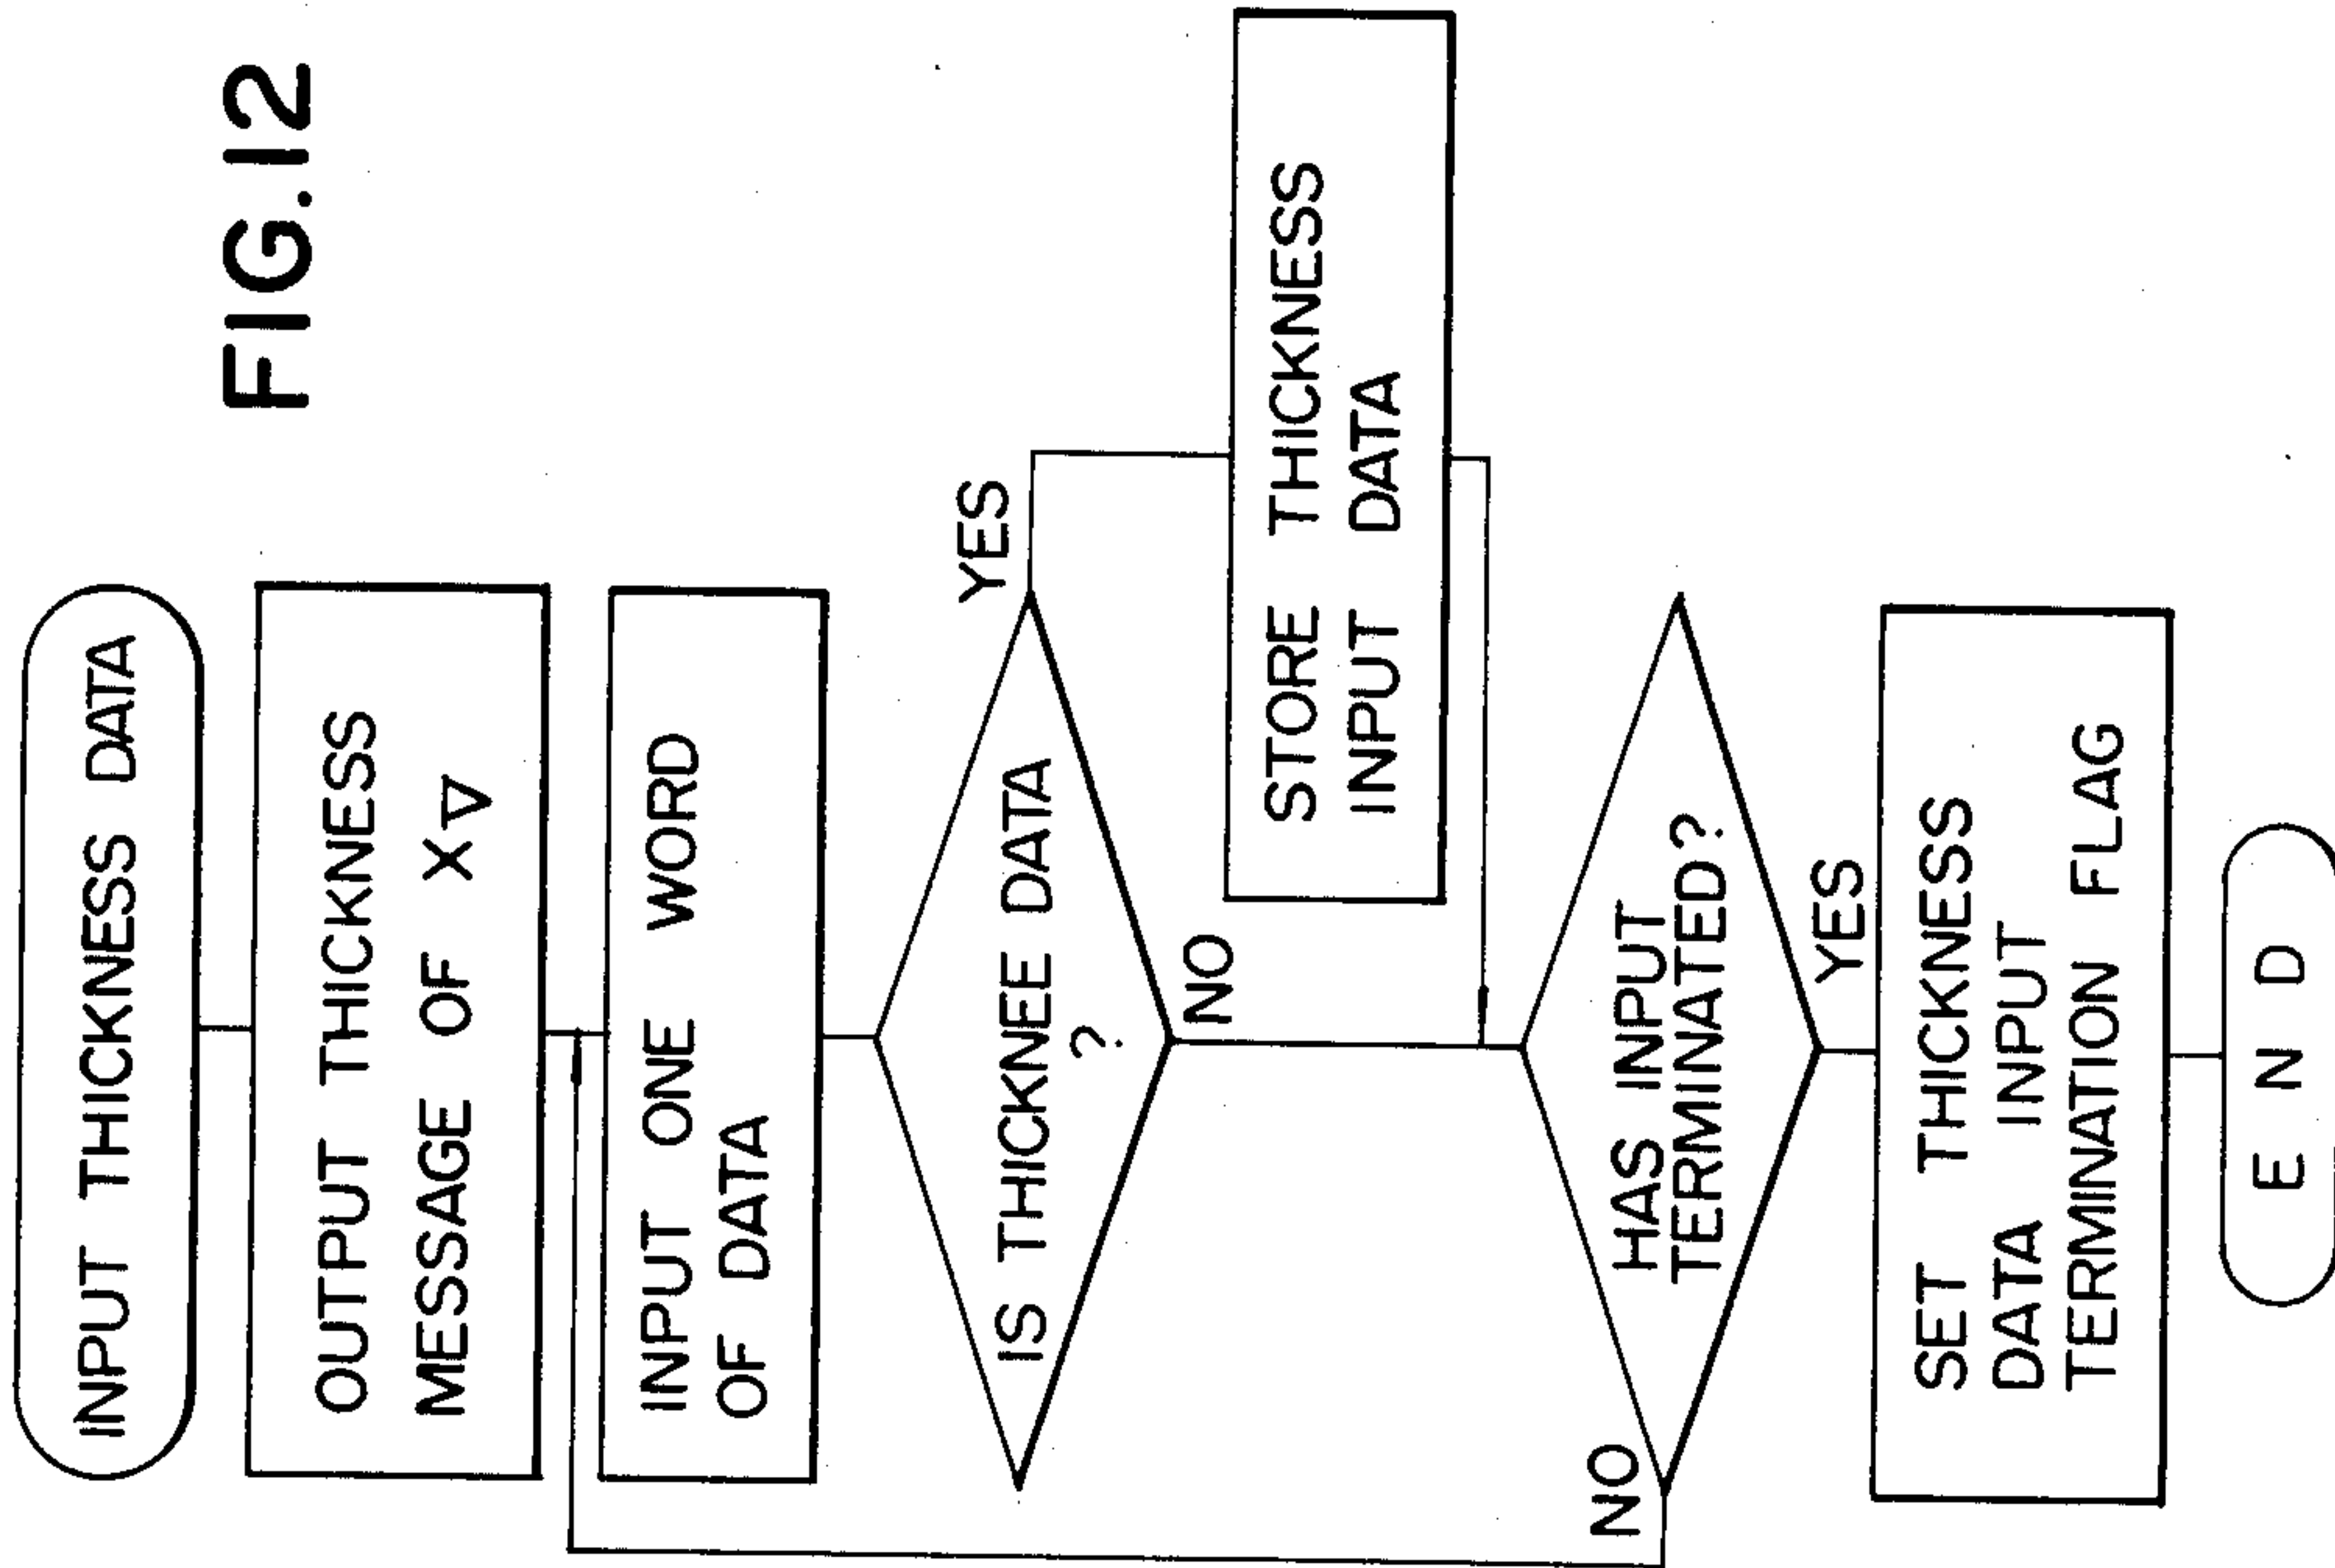 FIG.12
INPUT THICKNESS DATA
OUTPUT THICKNESS
MESSAGE OF X▽
INPUT ONE WORD
OF DATA
IS THICKNEE DATA
?
YES
NO
STORE THICKNESS
INPUT DATA
HAS INPUT
TERMINATED?
NO
YES
SET THICKNESS
DATA INPUT
TERMINATION FLAG
E N D